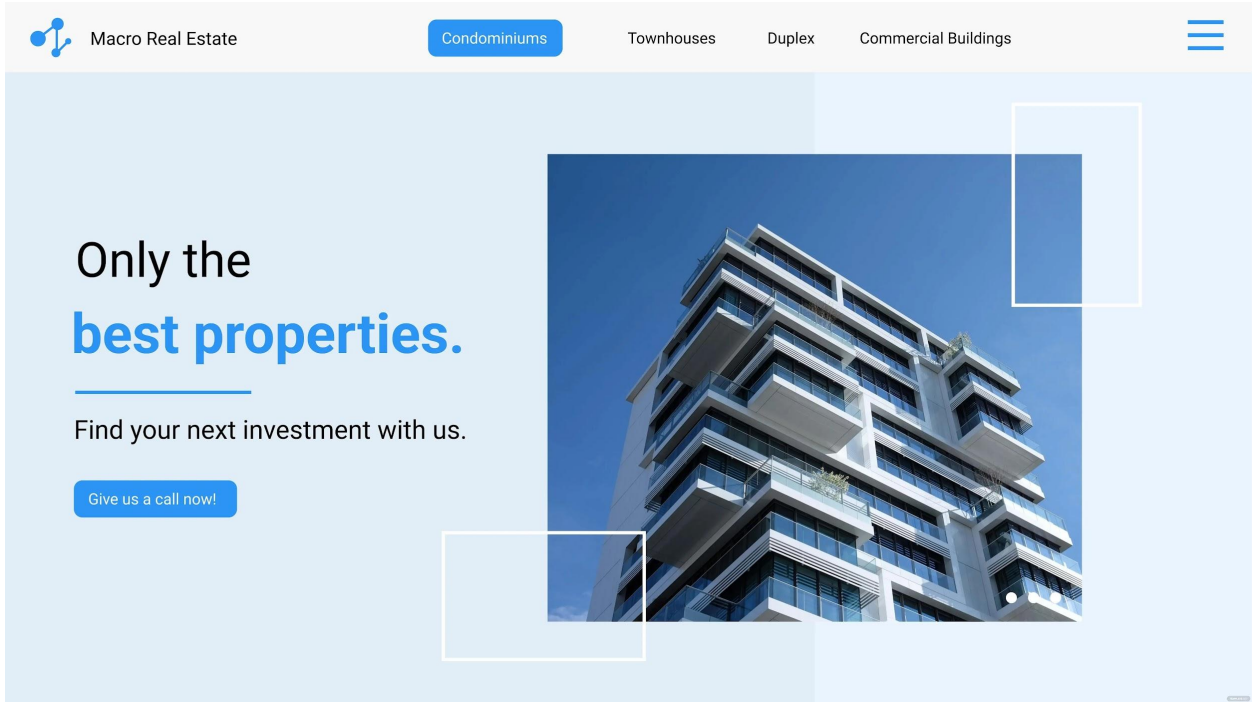 Macro Real Estate
Condominiums
Townhouses
Duplex
Commercial Buildings
Only the
best properties.
Find your next investment with us.
Give us a call now!